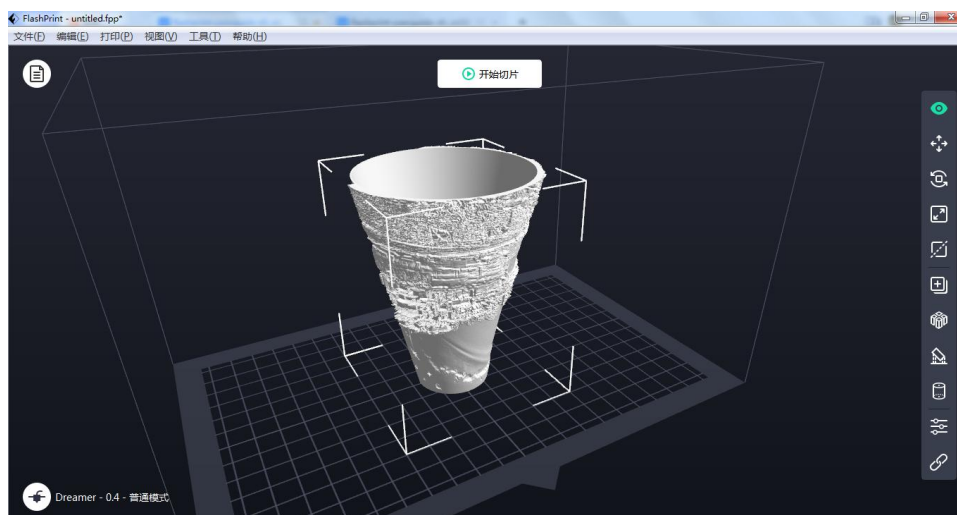 FlashPrint - untitled.fpp*
文件(F) 编辑(E) 打印(P) 视图(V) 工具(T) 帮助(H)
开始切片
Dreamer - 0.4 - 普通模式